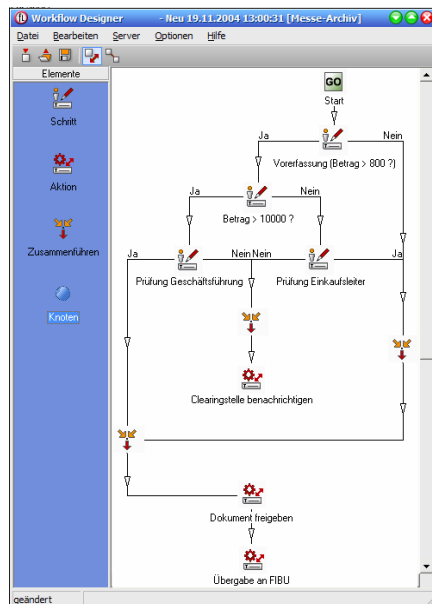 Workflow Designer - Neu 19.11.2004 13:00:31 [Messe-Archiv]
Datei Bearbeiten Server Optionen Hilfe
Elemente
Schritt
Aktion
Zusammenführen
Knoten
GO
Start
Ja Nein
Vorerfassung (Betrag > 800 ?)
Ja Nein
Betrag > 10000 ?
Ja Nein Nein Ja
Prüfung Geschäftsführung Prüfung Einkaufsleiter
Clearingstelle benachrichtigen
Dokument freigeben
Übergabe an FIBU
geändert